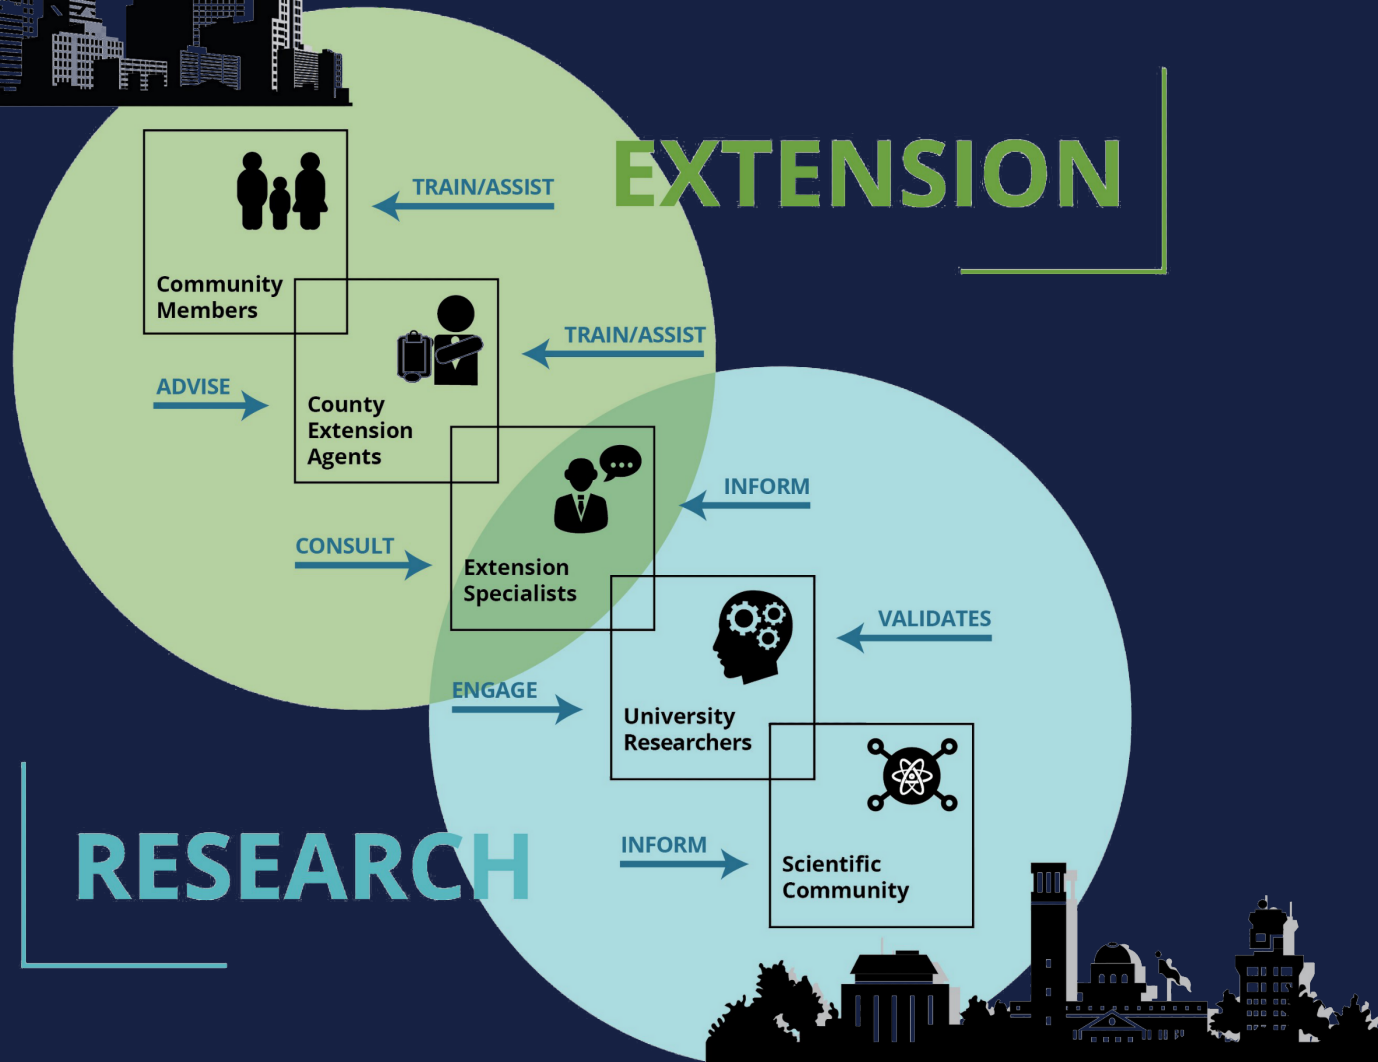 EXTENSION
TRAIN/ASSIST
Community
Members
TRAIN/ASSIST
ADVISE
County
Extension
Agents
INFORM
CONSULT
Extension
Specialists
VALIDATES
ENGAGE
University
Researchers
RESEARCH
INFORM
Scientific
Community